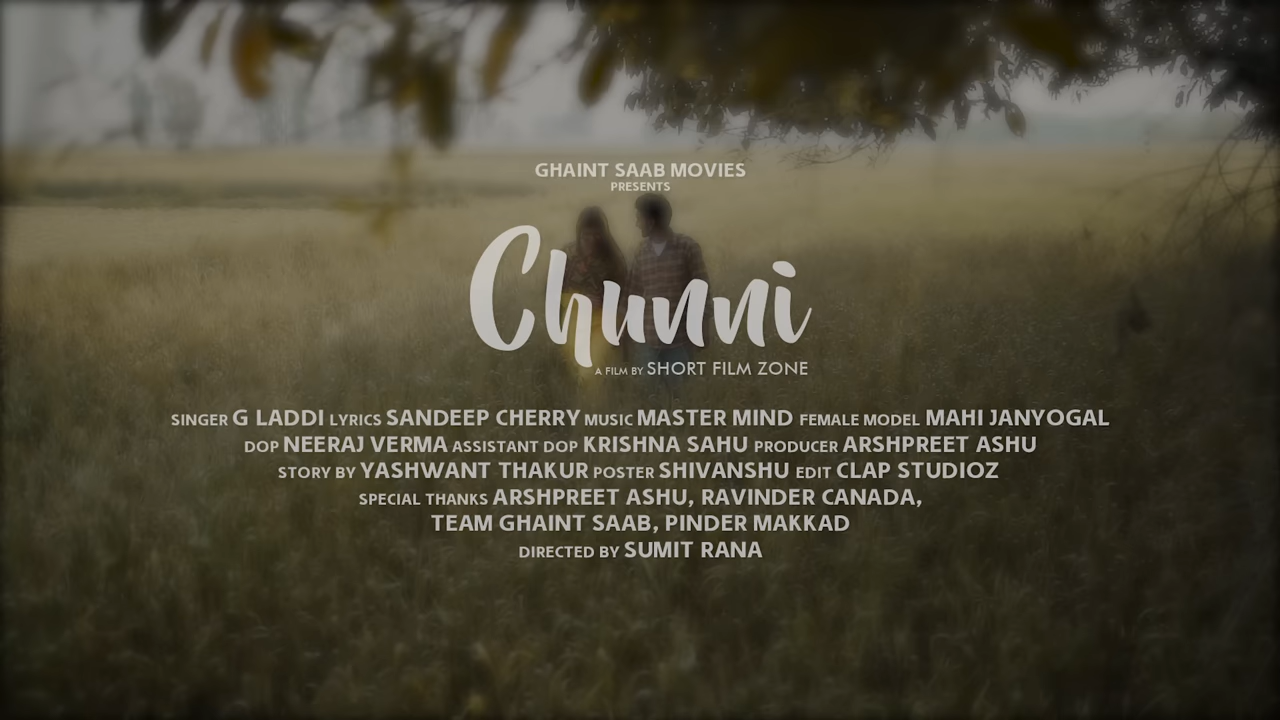 GHAINT SAAB MOVIES
PRESENTS
Chunni
A FILM BY SHORT FILM ZONE
SINGER G LADDI LYRICS SANDEEP CHERRY MUSIC MASTER MIND FEMALE MODEL MAHI JANYOGAL
DOP NEERAJ VERMA ASSISTANT DOP KRISHNA SAHU PRODUCER ARSHPREET ASHU
STORY BY YASHWANT THAKUR POSTER SHIVANSHU EDIT CLAP STUDIOZ
SPECIAL THANKS ARSHPREET ASHU, RAVINDER CANADA,
TEAM GHAINT SAAB, PINDER MAKKAD
DIRECTED BY SUMIT RANA